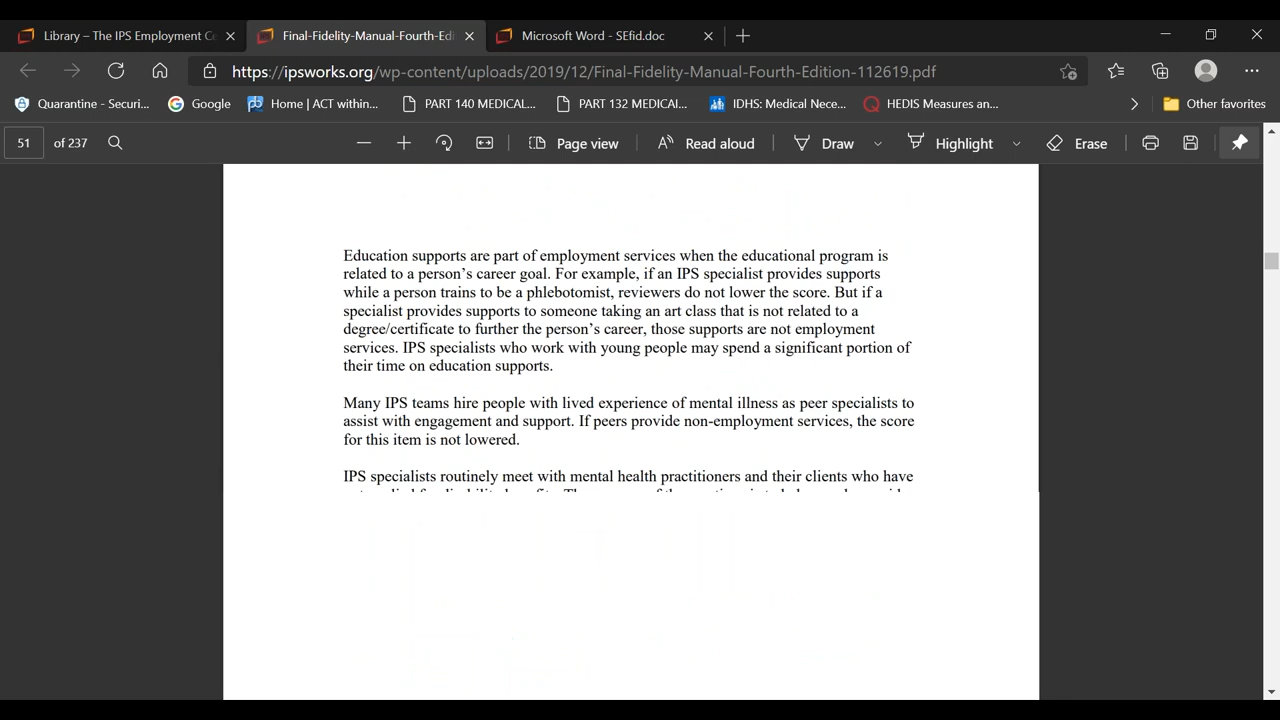 Library – The IPS Employment Ce
Final-Fidelity-Manual-Fourth-Edi
Microsoft Word - SEfid.doc
https://ipsworks.org/wp-content/uploads/2019/12/Final-Fidelity-Manual-Fourth-Edition-112619.pdf
Quarantine - Securi...
Google
Home | ACT within...
PART 140 MEDICAL...
PART 132 MEDICAl...
IDHS: Medical Nece...
HEDIS Measures an...
Other favorites
51 of 237
Page view
Read aloud
Draw
Highlight
Erase
Education supports are part of employment services when the educational program is
related to a person’s career goal. For example, if an IPS specialist provides supports
while a person trains to be a phlebotomist, reviewers do not lower the score. But if a
specialist provides supports to someone taking an art class that is not related to a
degree/certificate to further the person’s career, those supports are not employment
services. IPS specialists who work with young people may spend a significant portion of
their time on education supports.
Many IPS teams hire people with lived experience of mental illness as peer specialists to
assist with engagement and support. If peers provide non-employment services, the score
for this item is not lowered.
IPS specialists routinely meet with mental health practitioners and their clients who have